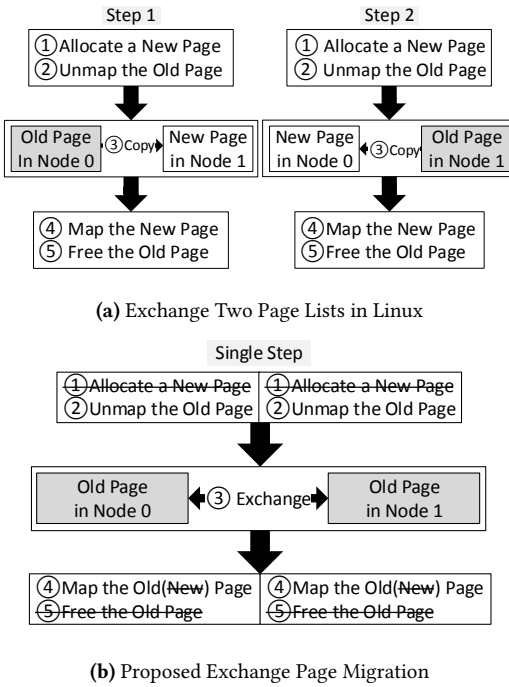 Step 1
① Allocate a New Page
② Unmap the Old Page
Old Page
In Node 0
③ Copy
New Page
in Node 1
④ Map the New Page
⑤ Free the Old Page
Step 2
① Allocate a New Page
② Unmap the Old Page
New Page
in Node 0
③ Copy
Old Page
in Node 1
④ Map the New Page
⑤ Free the Old Page
(a) Exchange Two Page Lists in Linux
Single Step
① Allocate a New Page
② Unmap the Old Page
① Allocate a New Page
② Unmap the Old Page
Old Page
in Node 0
③ Exchange
Old Page
in Node 1
④ Map the Old(New) Page
⑤ Free the Old Page
④ Map the Old(New) Page
⑤ Free the Old Page
(b) Proposed Exchange Page Migration